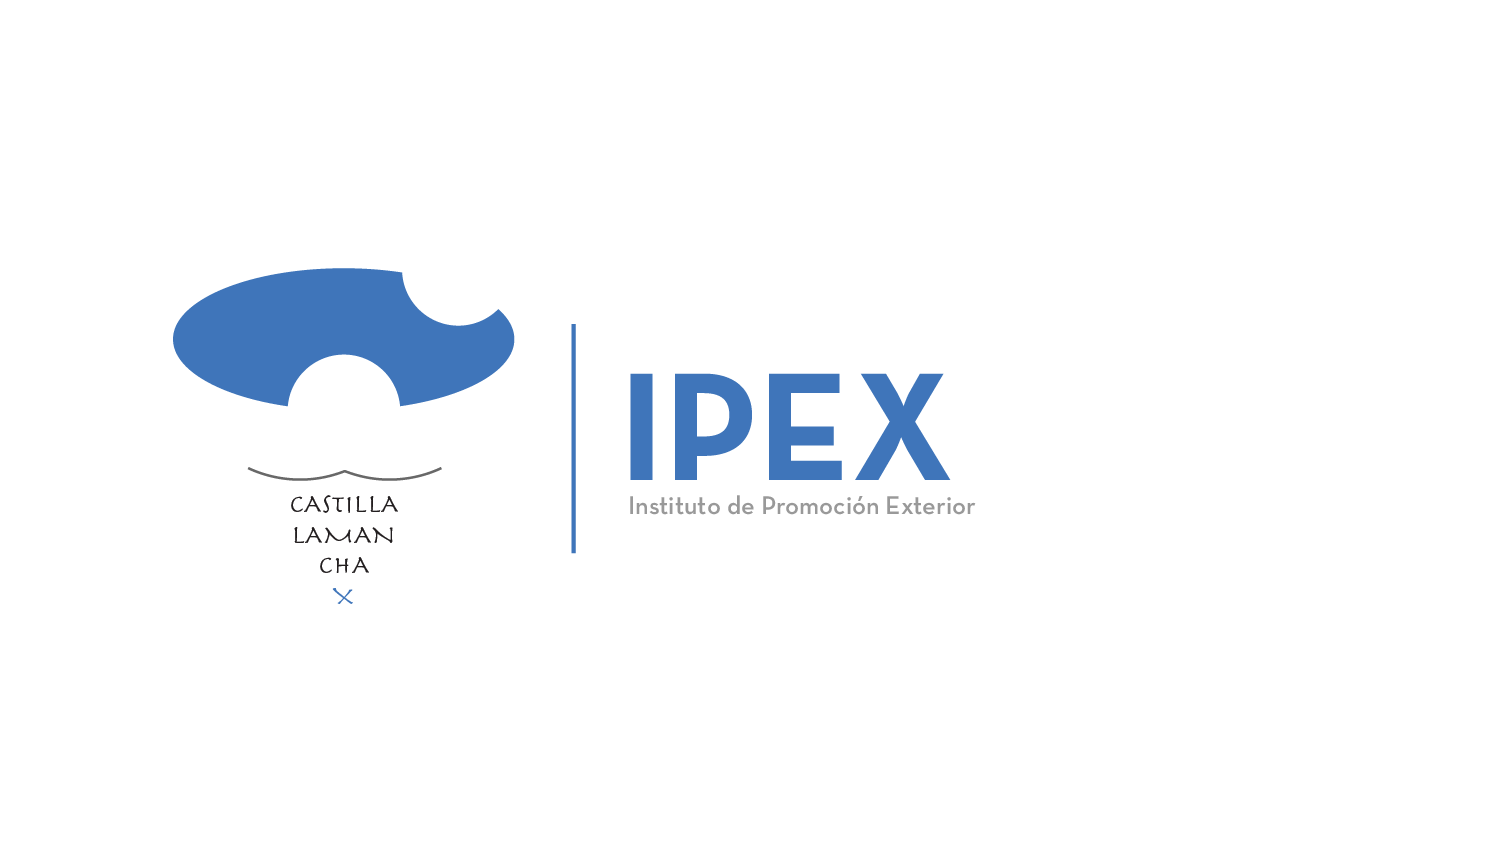 CASTILLA
LAMAN
CHA
X
IPEX
Instituto de Promoción Exterior